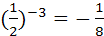 (1/2)⁻³ = − 1/8